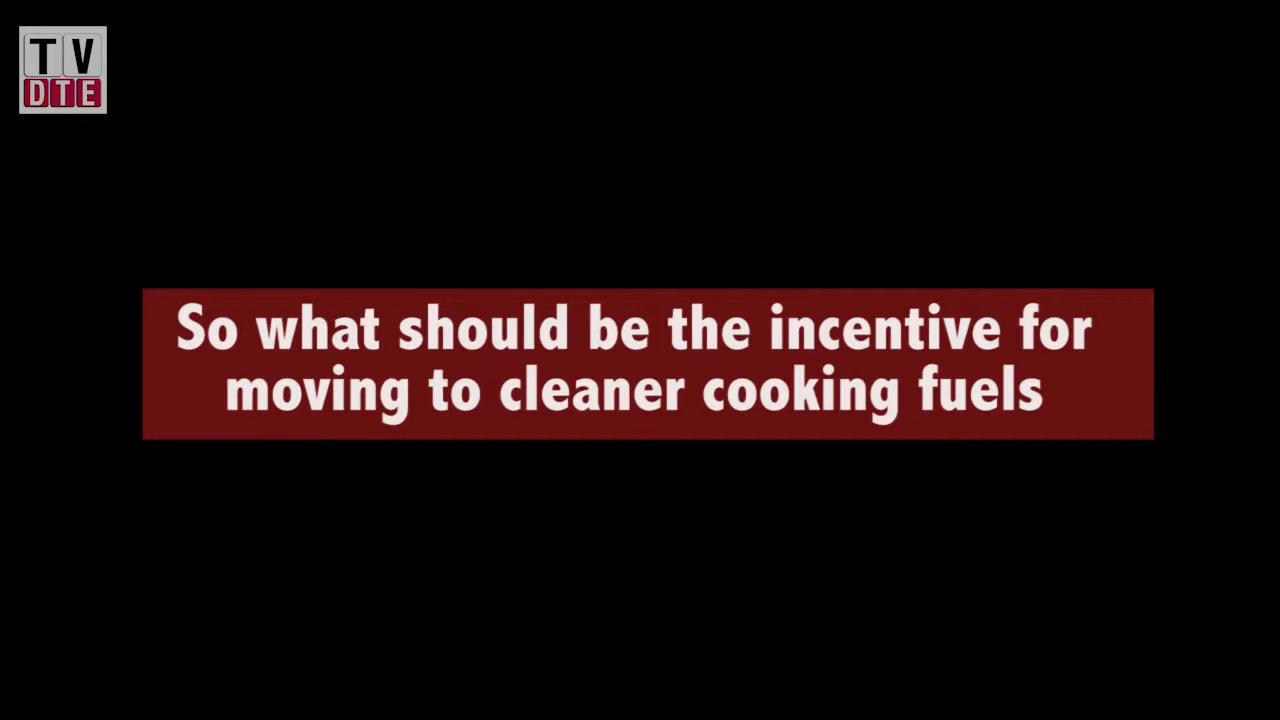 TV
DTE
So what should be the incentive for
moving to cleaner cooking fuels